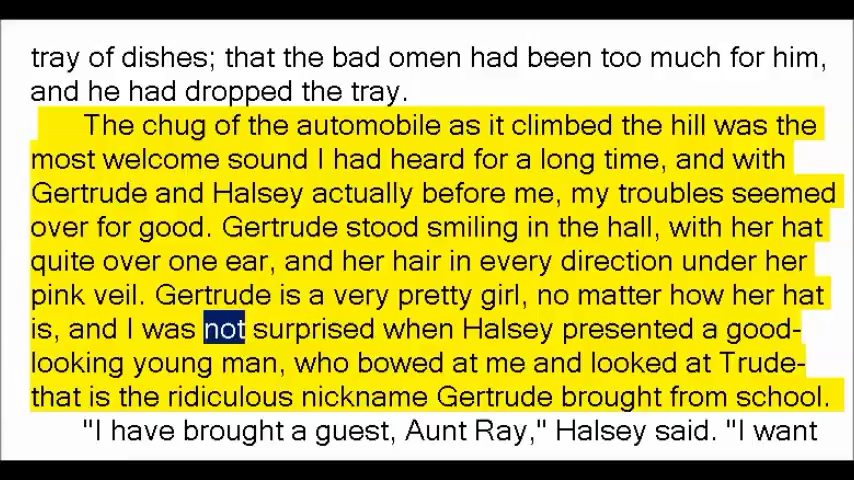 tray of dishes; that the bad omen had been too much for him,
and he had dropped the tray.
The chug of the automobile as it climbed the hill was the
most welcome sound I had heard for a long time, and with
Gertrude and Halsey actually before me, my troubles seemed
over for good. Gertrude stood smiling in the hall, with her hat
quite over one ear, and her hair in every direction under her
pink veil. Gertrude is a very pretty girl, no matter how her hat
is, and I was not surprised when Halsey presented a good-
looking young man, who bowed at me and looked at Trude-
that is the ridiculous nickname Gertrude brought from school.
"I have brought a guest, Aunt Ray," Halsey said. "I want